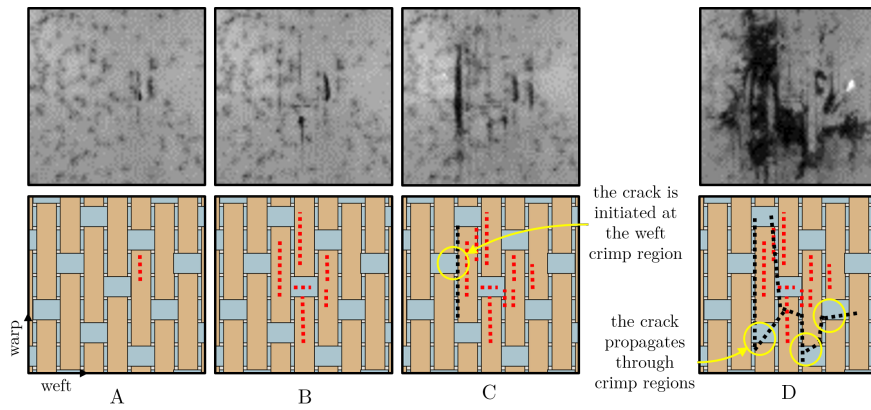 the crack is
initiated at
the weft
crimp region
the crack
propagates
through
crimp regions
warp
weft
A
B
C
D